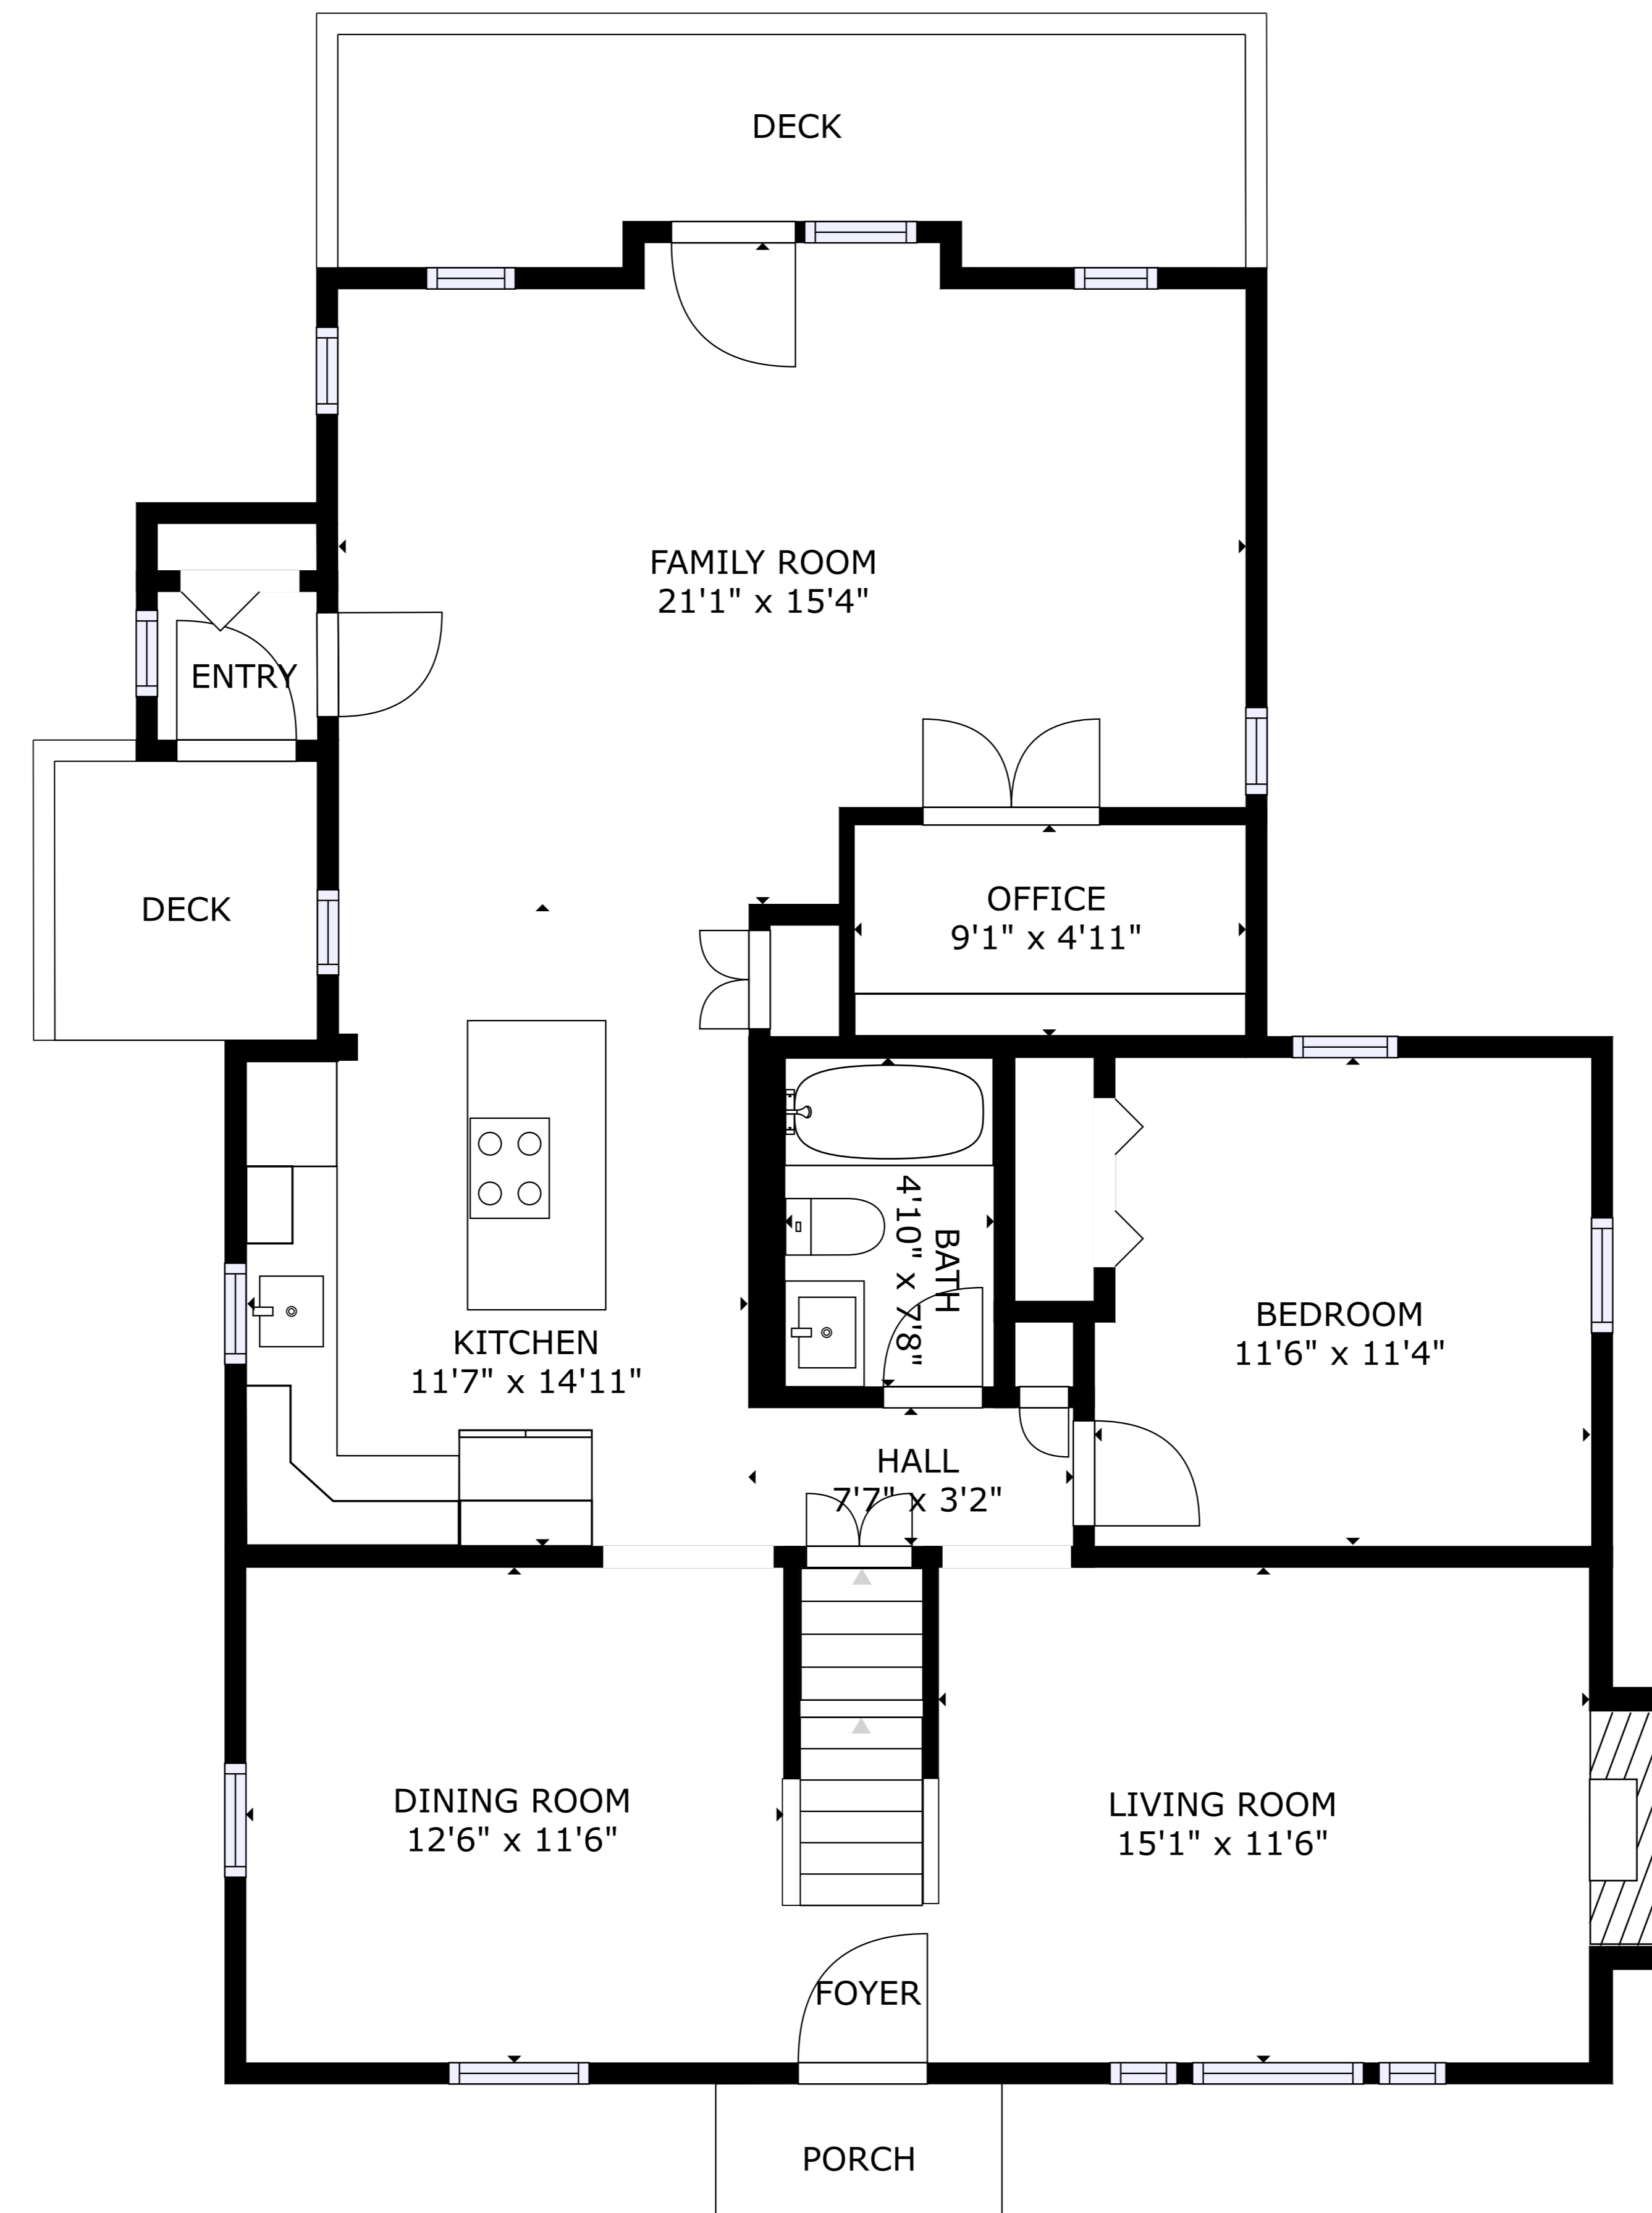 DECK
FAMILY ROOM
21'1" x 15'4"
ENTRY
DECK
OFFICE
9'1" x 4'11"
BATH
4'10" x 7'8"
KITCHEN
11'7" x 14'11"
BEDROOM
11'6" x 11'4"
HALL
7'7" x 3'2"
DINING ROOM
12'6" x 11'6"
LIVING ROOM
15'1" x 11'6"
FOYER
PORCH